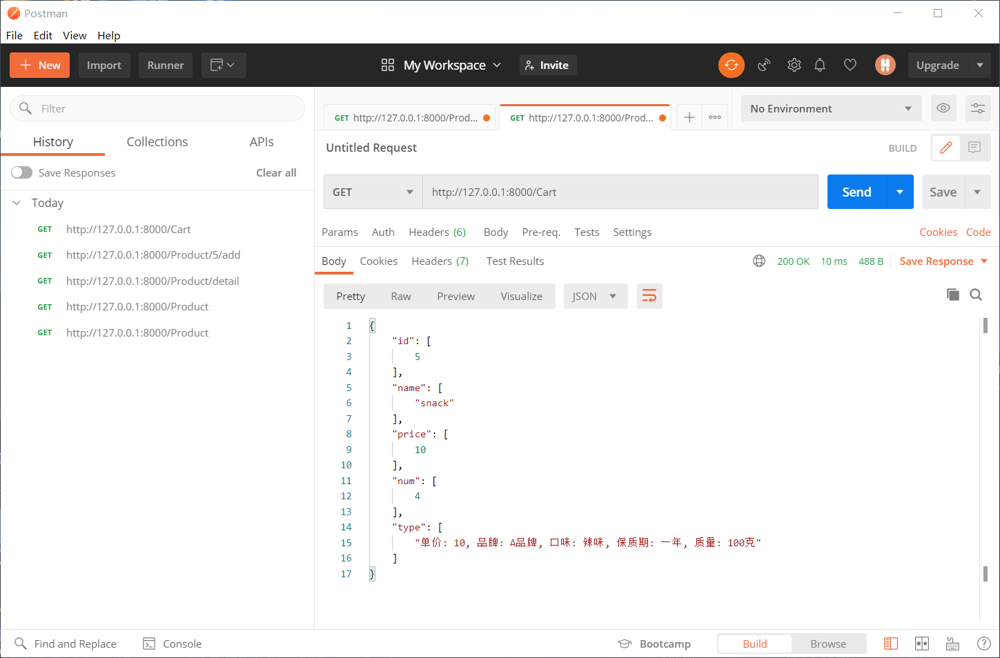 Postman
File Edit View Help
New Import Runner My Workspace Invite Upgrade
Filter
History Collections APIs
Save Responses Clear all
Today
GET http://127.0.0.1:8000/Cart
GET http://127.0.0.1:8000/Product/5/add
GET http://127.0.0.1:8000/Product/detail
GET http://127.0.0.1:8000/Product
GET http://127.0.0.1:8000/Product
GET http://127.0.0.1:8000/Prod... GET http://127.0.0.1:8000/Prod... No Environment
Untitled Request BUILD
GET http://127.0.0.1:8000/Cart Send Save
Params Auth Headers (6) Body Pre-req. Tests Settings Cookies Code
Body Cookies Headers (7) Test Results 200 OK 10 ms 488 B Save Response
Pretty Raw Preview Visualize JSON
1 {
2 "id": [
3 5
4 ],
5 "name": [
6 "snack"
7 ],
8 "price": [
9 10
10 ],
11 "num": [
12 4
13 ],
14 "type": [
15 "单价: 10, 品牌: A品牌, 口味: 辣味, 保质期: 一年, 质量: 100克"
16 ]
17 }
Find and Replace Console Bootcamp Build Browse